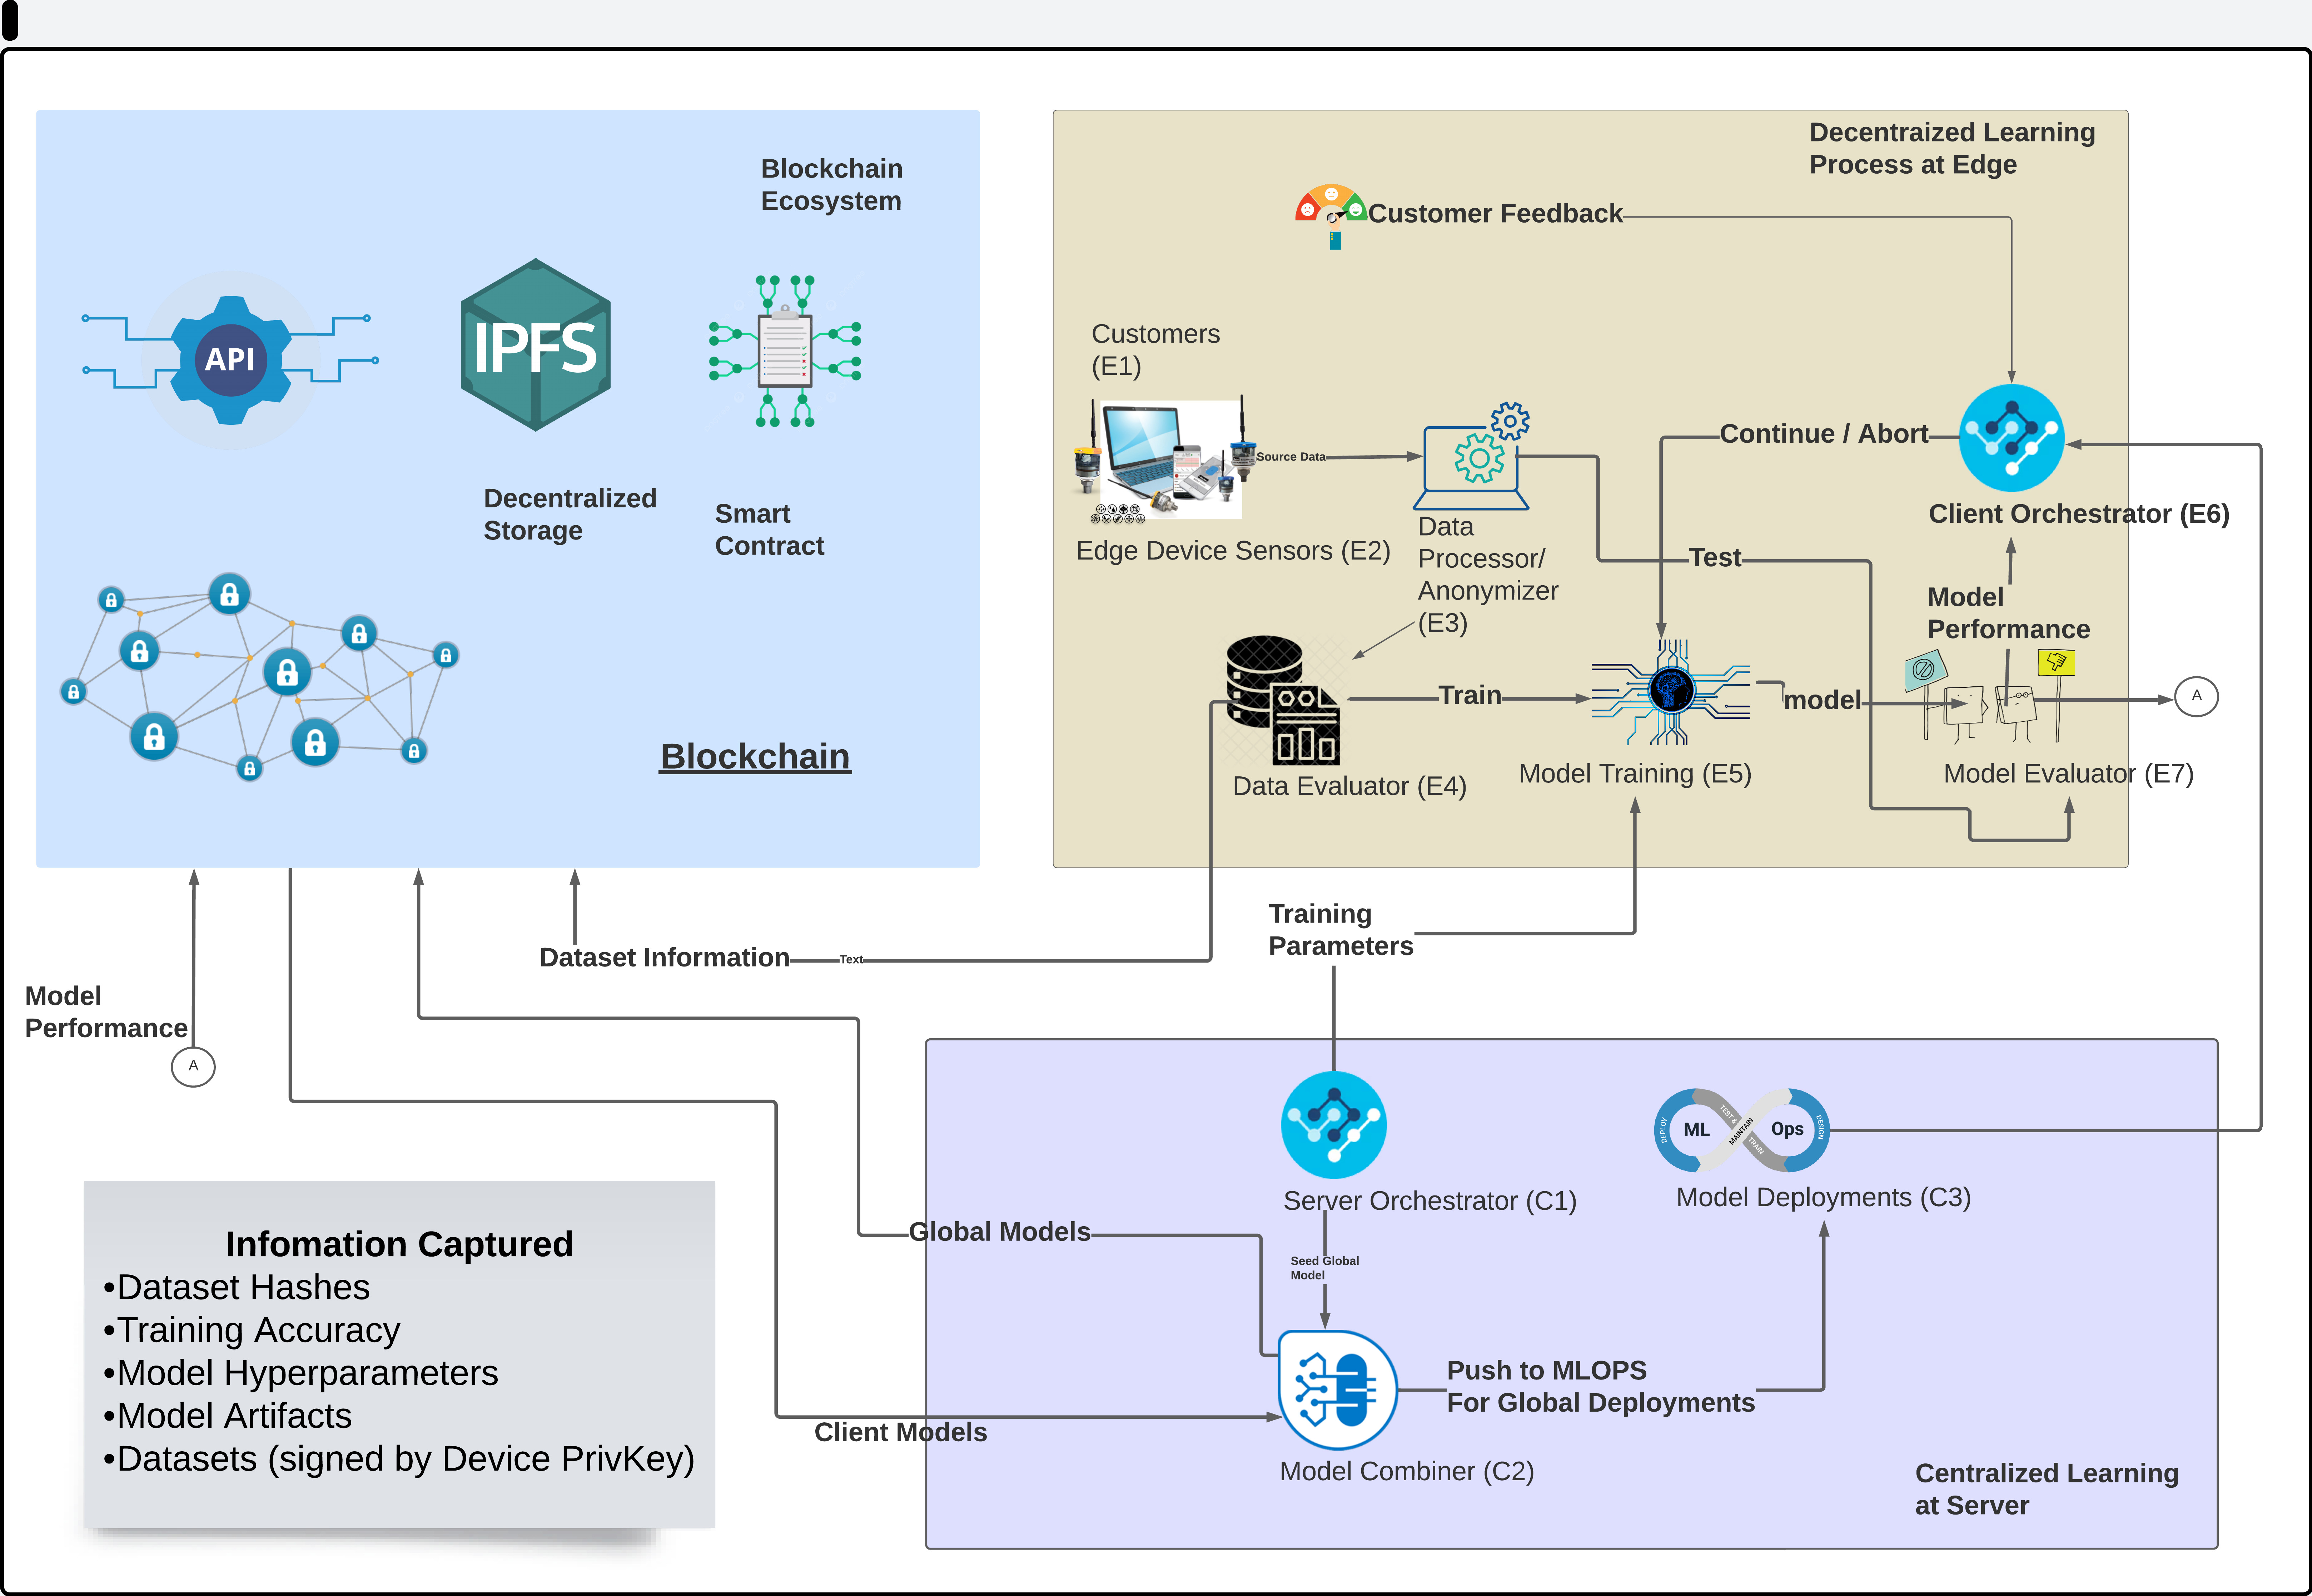 Blockchain
Ecosystem
API
IPFS
Decentralized
Storage
Smart
Contract
Blockchain
Decentraized Learning
Process at Edge
Customer Feedback
Customers
(E1)
Source Data
Edge Device Sensors (E2)
Data
Processor/
Anonymizer
(E3)
Continue / Abort
Client Orchestrator (E6)
Test
Model
Performance
Train
model
A
Data Evaluator (E4)
Model Training (E5)
Model Evaluator (E7)
Training
Parameters
Dataset Information
Text
Model
Performance
A
Server Orchestrator (C1)
DEPLOY
ML
TEST &
MAINTAIN
TRAIN
Ops
DESIGN
Model Deployments (C3)
Global Models
Seed Global
Model
Push to MLOPS
For Global Deployments
Client Models
Model Combiner (C2)
Centralized Learning
at Server
Infomation Captured
•Dataset Hashes
•Training Accuracy
•Model Hyperparameters
•Model Artifacts
•Datasets (signed by Device PrivKey)